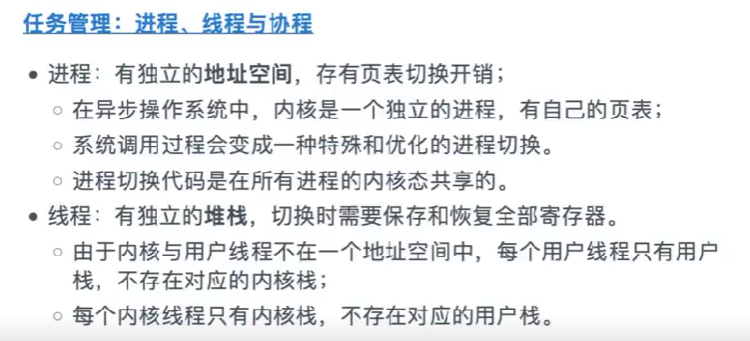 任务管理：进程、线程与协程
● 进程：有独立的地址空间，存有页表切换开销；
○ 在异步操作系统中，内核是一个独立的进程，有自己的页表；
○ 系统调用过程会变成一种特殊和优化的进程切换。
○ 进程切换代码是在所有进程的内核态共享的。
● 线程：有独立的堆栈，切换时需要保存和恢复全部寄存器。
○ 由于内核与用户线程不在一个地址空间中，每个用户线程只有用户
栈，不存在对应的内核栈；
○ 每个内核线程只有内核栈，不存在对应的用户栈。